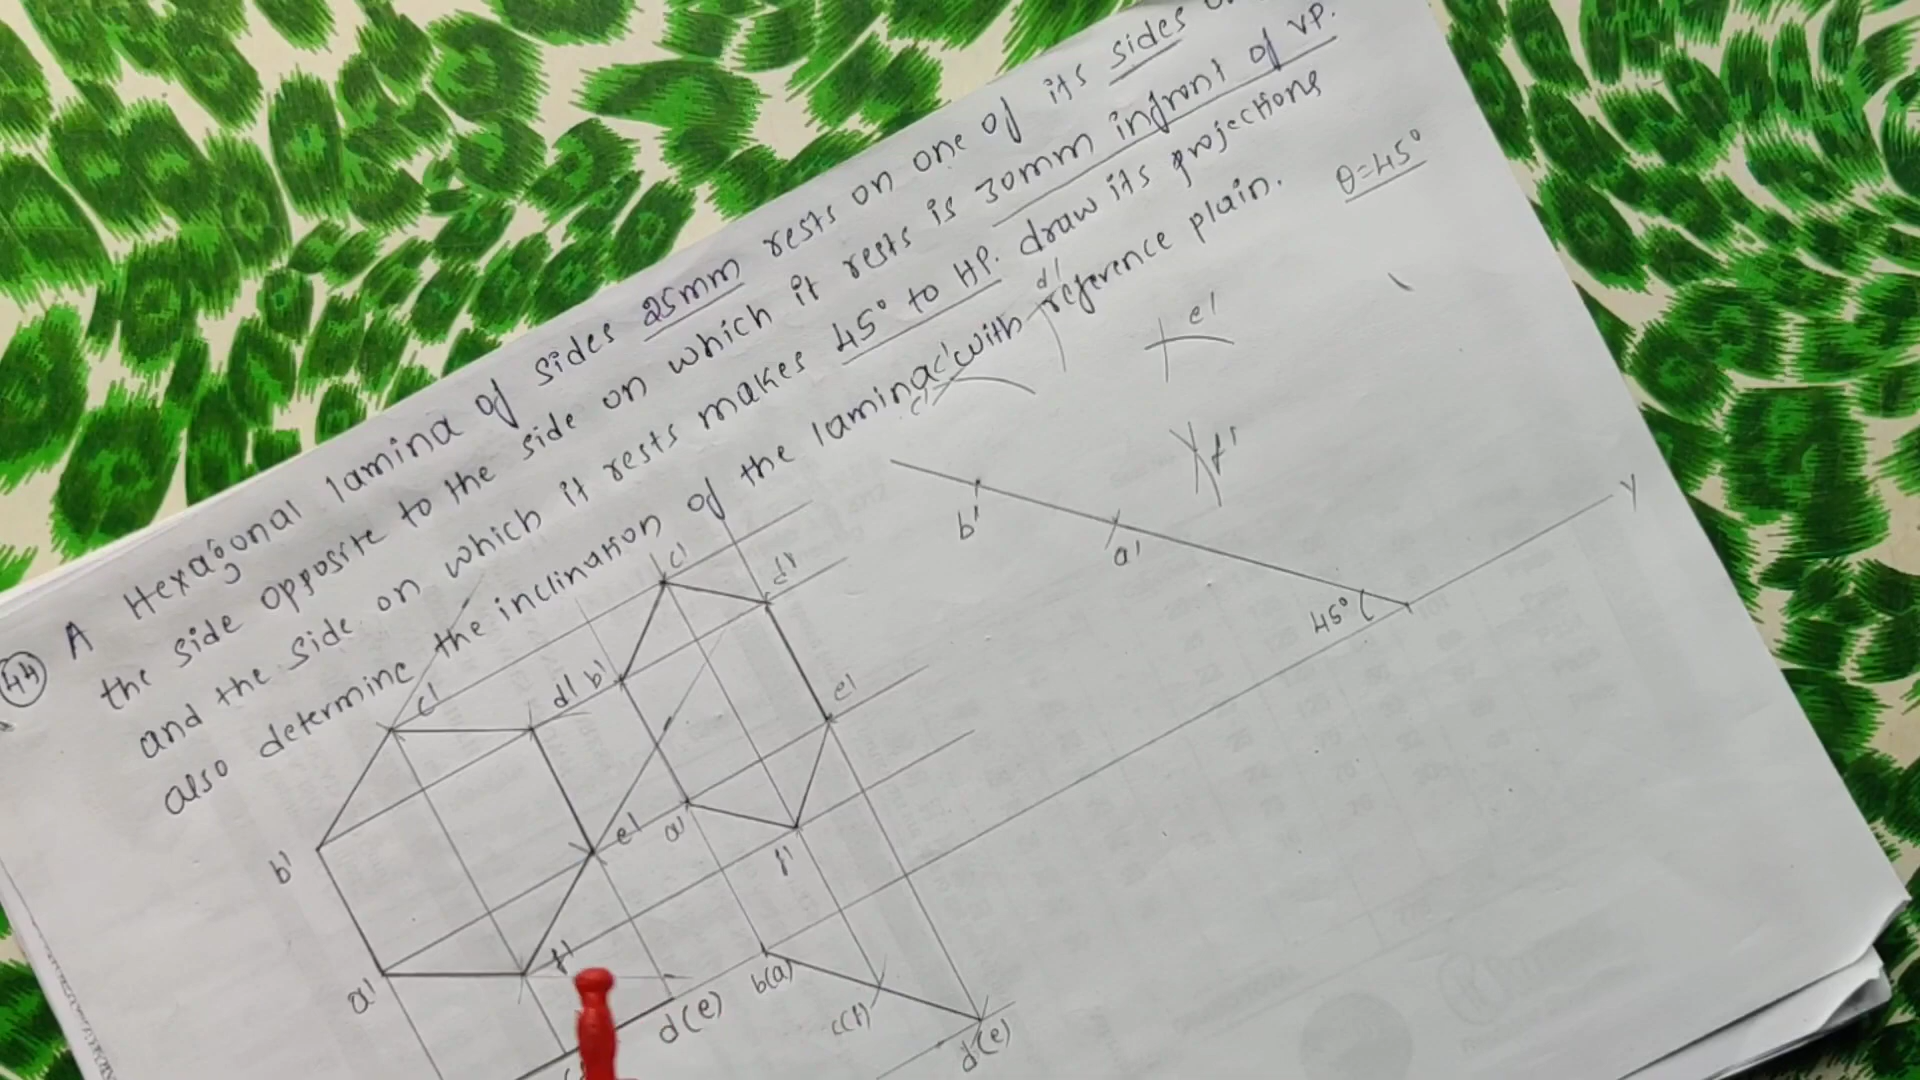 44 A Hexagonal lamina of sides 25mm rests on one of its sides
the side opposite to the side on which it rests is 30mm infront of VP.
and the side on which it rests makes 45° to HP. draw its projections
also determine the inclination of the lamina with reference plain.
θ=45°
d'
e'
c'
c'
f'
b'
a'
45°
Y
c'
d'
b'
e'
a'
f'
c'
d'
b'
e'
a'
f'
b(a)
c(f)
d(e)
d(e)